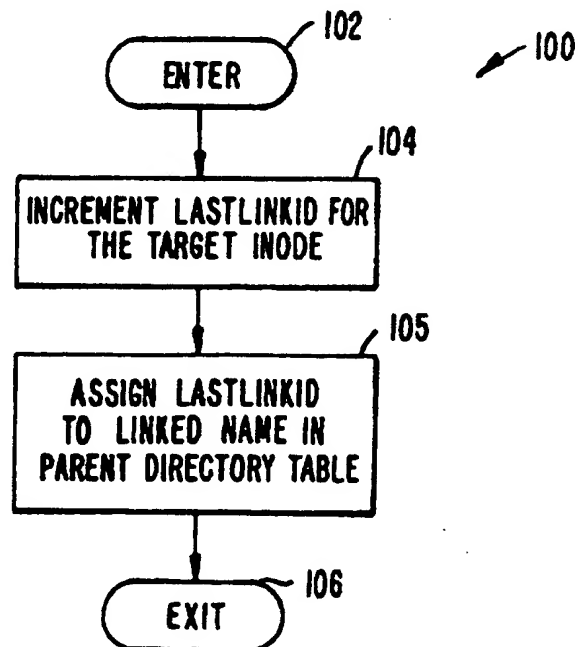 102
ENTER
100
104
INCREMENT LASTLINKID FOR
THE TARGET INODE
105
ASSIGN LASTLINKID
TO LINKED NAME IN
PARENT DIRECTORY TABLE
106
EXIT